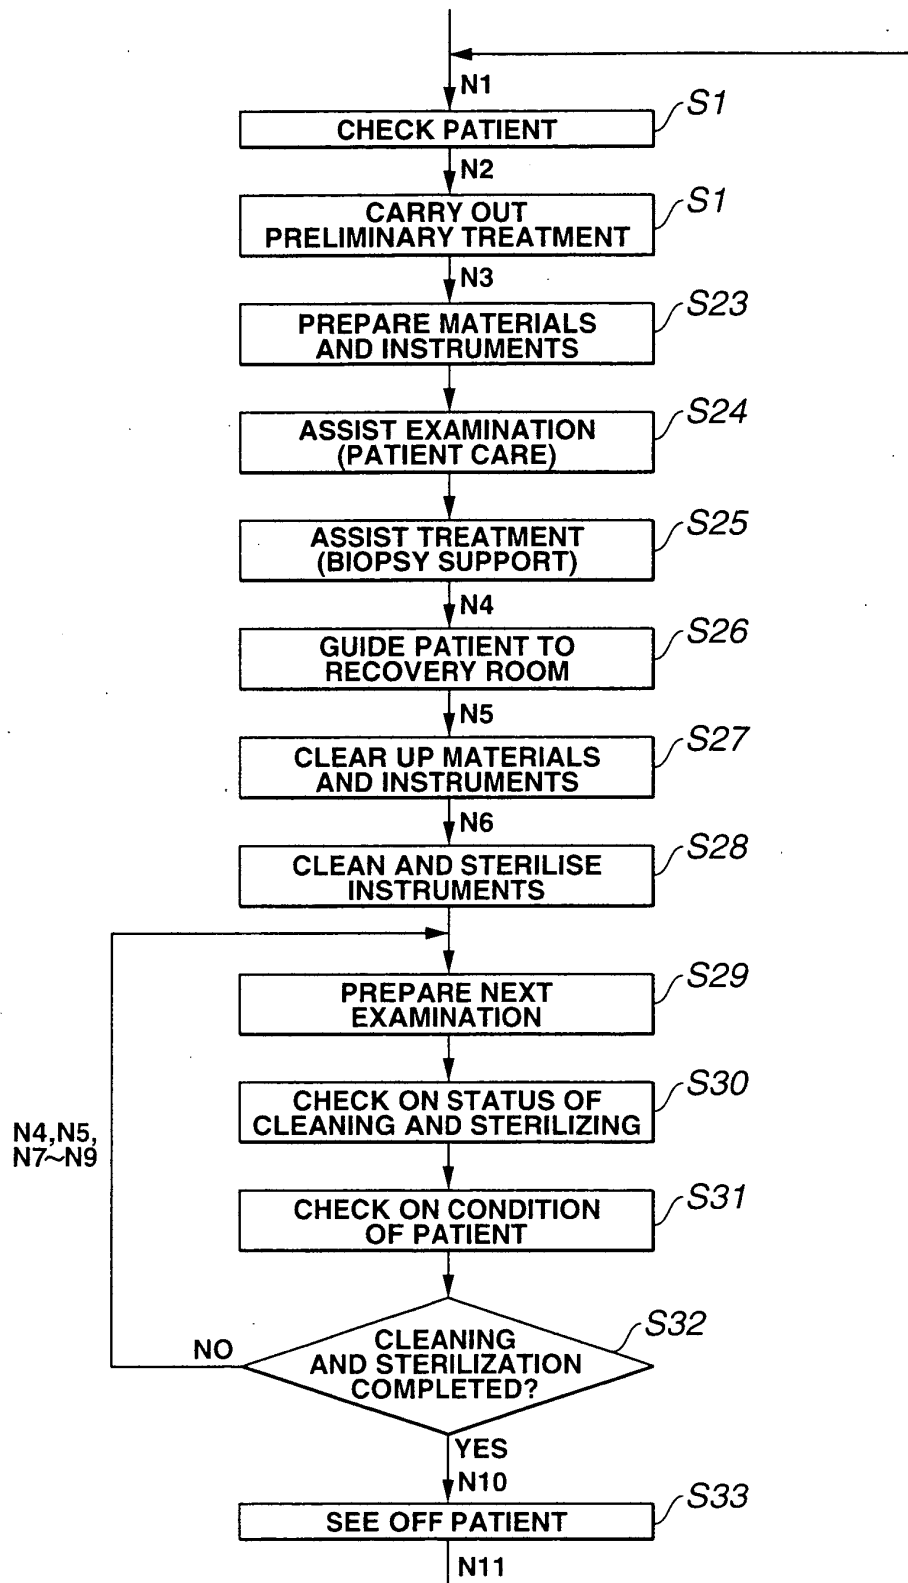 N1
S1
CHECK PATIENT
N2
S1
CARRY OUT
PRELIMINARY TREATMENT
N3
S23
PREPARE MATERIALS
AND INSTRUMENTS
S24
ASSIST EXAMINATION
(PATIENT CARE)
S25
ASSIST TREATMENT
(BIOPSY SUPPORT)
N4
S26
GUIDE PATIENT TO
RECOVERY ROOM
N5
S27
CLEAR UP MATERIALS
AND INSTRUMENTS
N6
S28
CLEAN AND STERILISE
INSTRUMENTS
S29
PREPARE NEXT
EXAMINATION
S30
CHECK ON STATUS OF
CLEANING AND STERILIZING
N4,N5,
N7~N9
S31
CHECK ON CONDITION
OF PATIENT
S32
NO
CLEANING
AND STERILIZATION
COMPLETED?
YES
N10
S33
SEE OFF PATIENT
N11